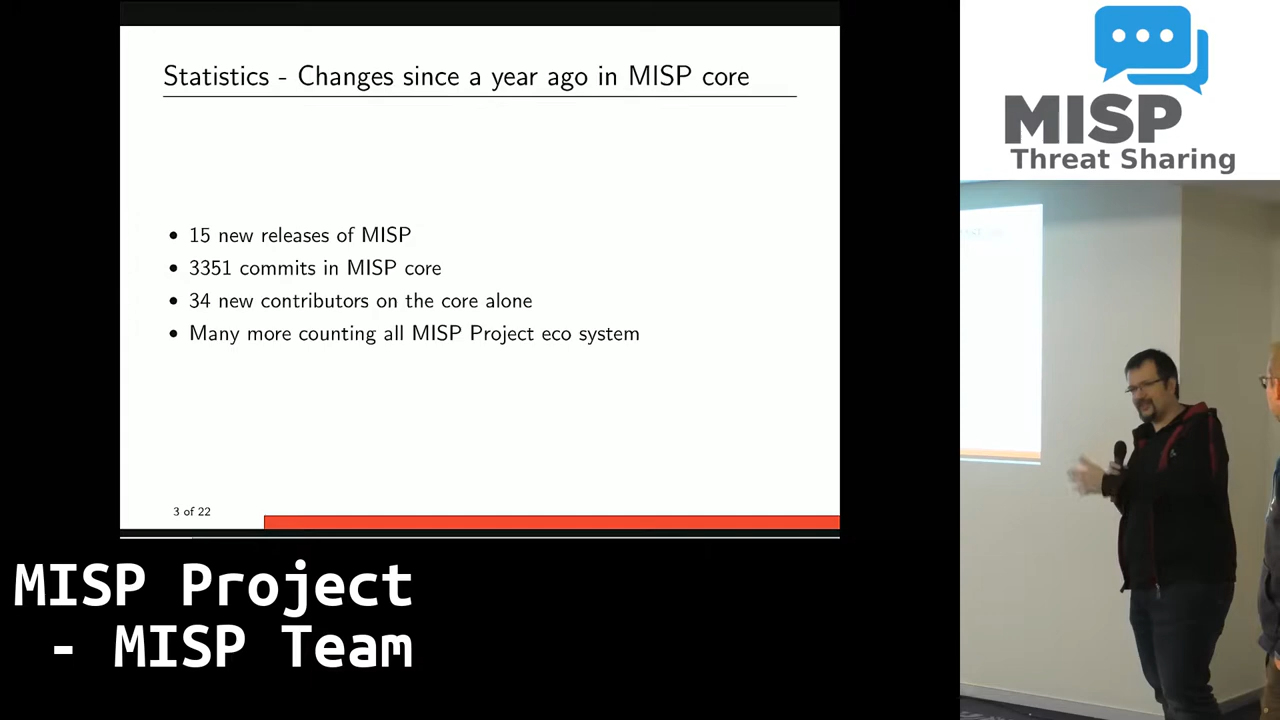 Statistics - Changes since a year ago in MISP core
• 15 new releases of MISP
• 3351 commits in MISP core
• 34 new contributors on the core alone
• Many more counting all MISP Project eco system
3 of 22
MISP
Threat Sharing
MISP Project
- MISP Team